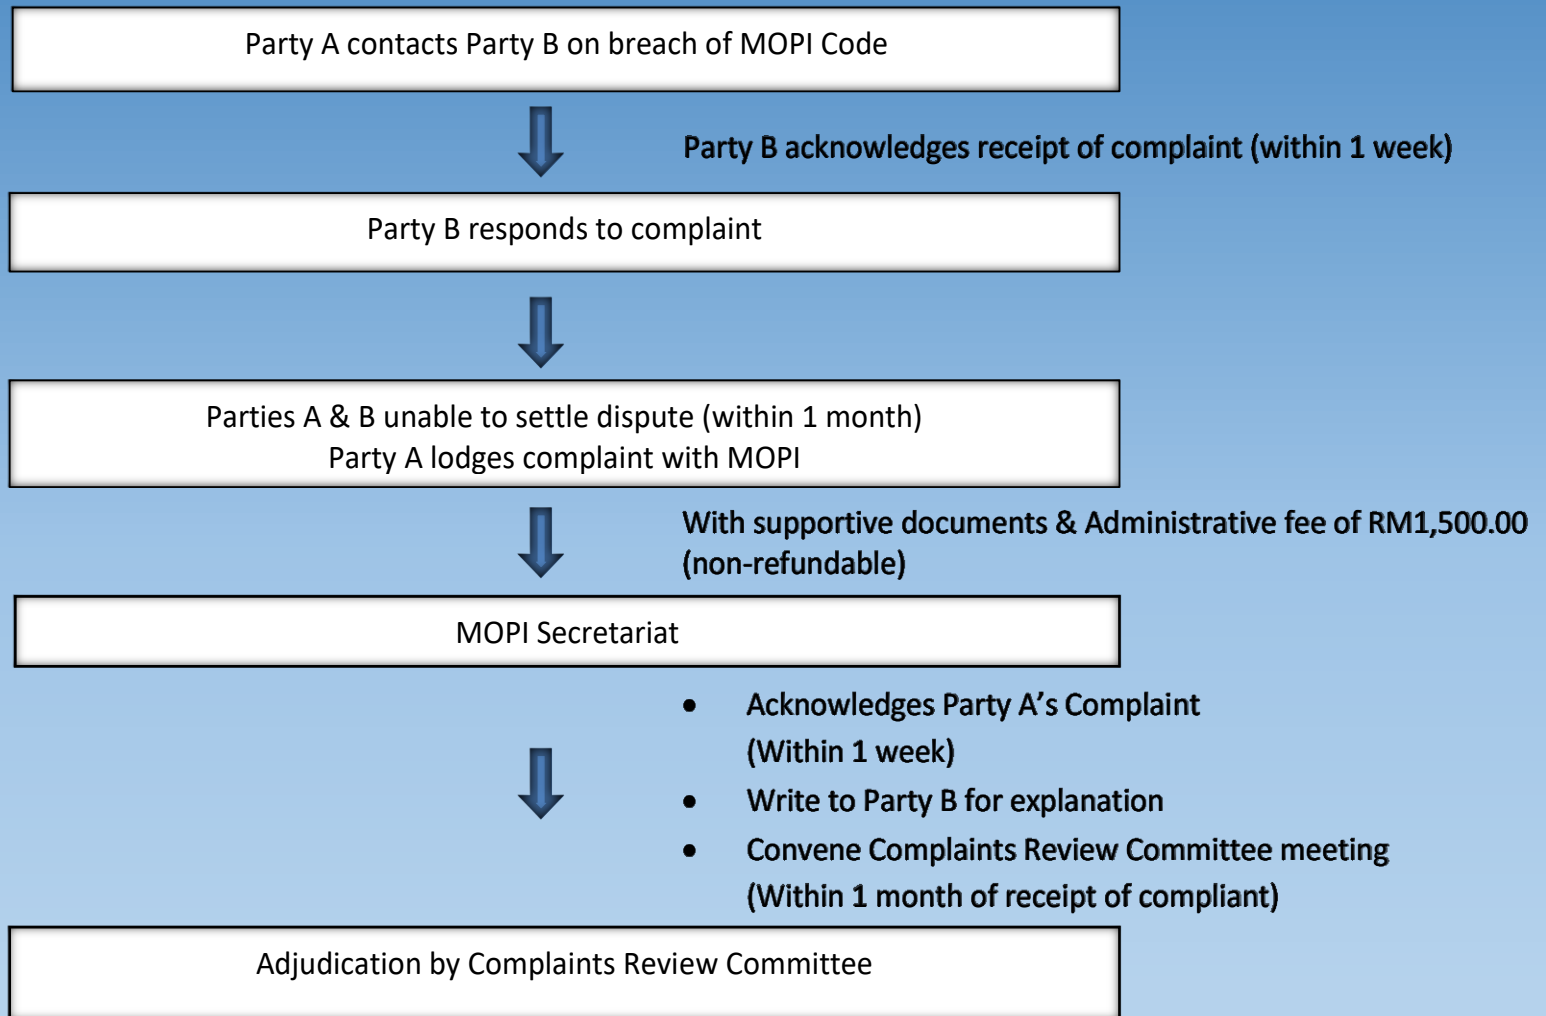 Party A contacts Party B on breach of MOPI Code
Party B acknowledges receipt of complaint (within 1 week)
Party B responds to complaint
Parties A & B unable to settle dispute (within 1 month)
Party A lodges complaint with MOPI
With supportive documents & Administrative fee of RM1,500.00
(non-refundable)
MOPI Secretariat
• Acknowledges Party A’s Complaint
(Within 1 week)
• Write to Party B for explanation
• Convene Complaints Review Committee meeting
(Within 1 month of receipt of compliant)
Adjudication by Complaints Review Committee